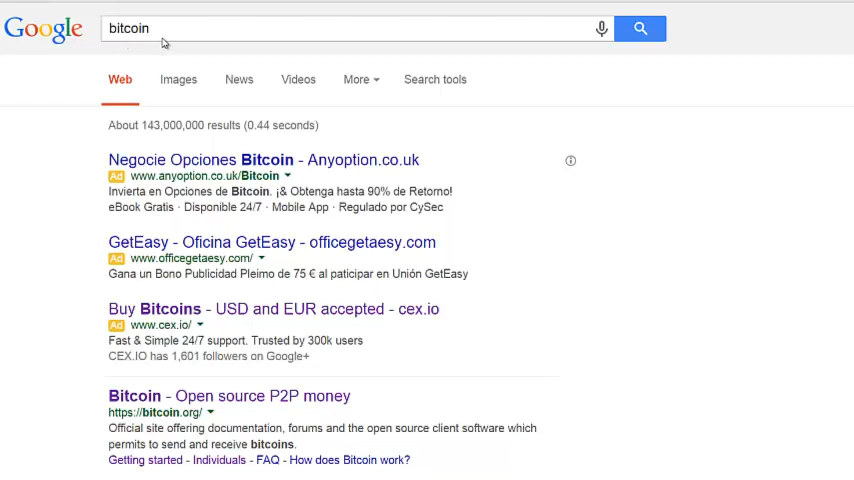 Google bitcoin
Web Images News Videos More Search tools
About 143,000,000 results (0.44 seconds)
Negocie Opciones Bitcoin - Anyoption.co.uk
Ad www.anyoption.co.uk/Bitcoin
Invierta en Opciones de Bitcoin. ¡& Obtenga hasta 90% de Retorno!
eBook Gratis · Disponible 24/7 · Mobile App · Regulado por CySec
GetEasy - Oficina GetEasy - officegetaesy.com
Ad www.officegetaesy.com/
Gana un Bono Publicidad Pleimo de 75 € al paticipar en Unión GetEasy
Buy Bitcoins - USD and EUR accepted - cex.io
Ad www.cex.io/
Fast & Simple 24/7 support. Trusted by 300k users
CEX.IO has 1,601 followers on Google+
Bitcoin - Open source P2P money
https://bitcoin.org/
Official site offering documentation, forums and the open source client software which
permits to send and receive bitcoins.
Getting started - Individuals - FAQ - How does Bitcoin work?